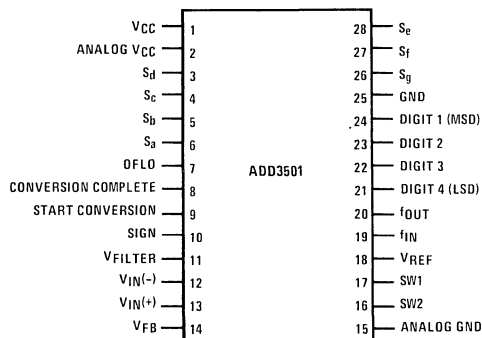 VCC 1
ANALOG VCC 2
Sd 3
Sc 4
Sb 5
Sa 6
OFLO 7
CONVERSION COMPLETE 8
START CONVERSION 9
SIGN 10
VFILTER 11
VIN(-) 12
VIN(+) 13
VFB 14
ADD3501
28 Se
27 Sf
26 Sg
25 GND
24 DIGIT 1 (MSD)
23 DIGIT 2
22 DIGIT 3
21 DIGIT 4 (LSD)
20 fOUT
19 fIN
18 VREF
17 SW1
16 SW2
15 ANALOG GND